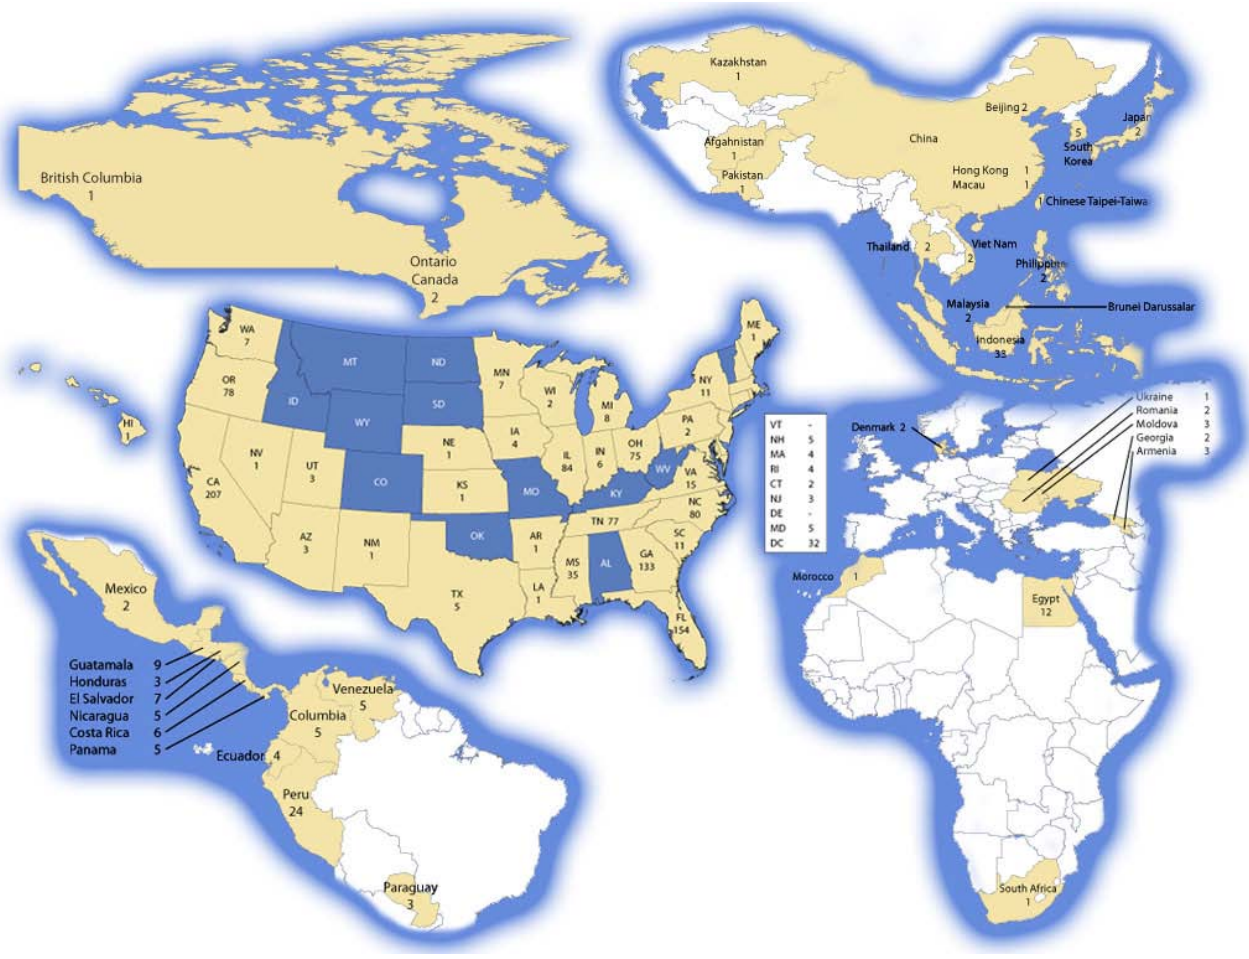 British Columbia
1
Ontario
Canada
2
Kazakhstan
1
Afgahnistan
1
Pakistan
1
China
Beijing 2
Hong Kong 1
Macau 1
Japan
2
5
South
Korea
1 Chinese Taipei-Taiwa
Thailand 2
Viet Nam
2
Philippines
2
Malaysia
2
Brunei Darussalar
Indonesia
33
HI
1
WA
7
OR
78
CA
207
NV
1
ID
MT
WY
UT
3
AZ
3
CO
NM
1
ND
SD
NE
1
KS
1
OK
TX
5
MN
7
IA
4
MO
AR
1
LA
1
WI
2
IL
84
MI
8
IN
6
OH
75
KY
TN 77
MS
35
AL
GA
133
FL
154
SC
11
NC
80
VA
15
WV
PA
2
NY
11
ME
1
VT -
NH 5
MA 4
RI 4
CT 2
NJ 3
DE -
MD 5
DC 32
Mexico
2
Guatamala 9
Honduras 3
El Salvador 7
Nicaragua 5
Costa Rica 6
Panama 5
Venezuela
5
Columbia
5
Ecuador 4
Peru
24
Paraguay
3
Denmark 2
Ukraine 1
Romania 2
Moldova 3
Georgia 2
Armenia 3
Morocco 1
Egypt
12
South Africa
1